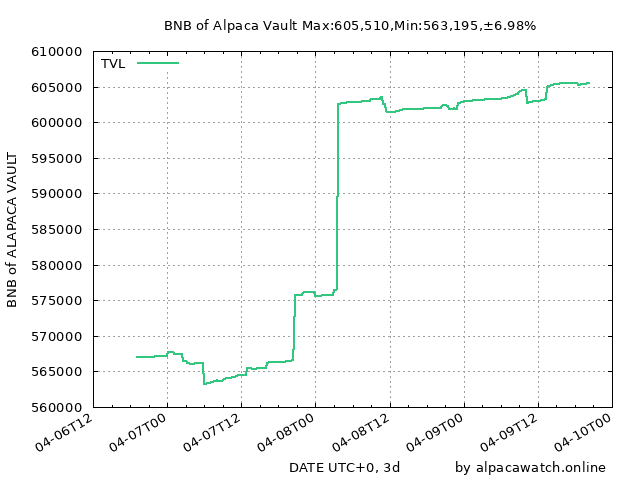 BNB of Alpaca Vault Max:605,510,Min:563,195,±6.98%
TVL
610000
605000
600000
595000
590000
585000
580000
575000
570000
565000
560000
BNB of ALAPACA VAULT
04-06T12
04-07T00
04-07T12
04-08T00
04-08T12
04-09T00
04-09T12
04-10T00
DATE UTC+0, 3d
by alpacawatch.online